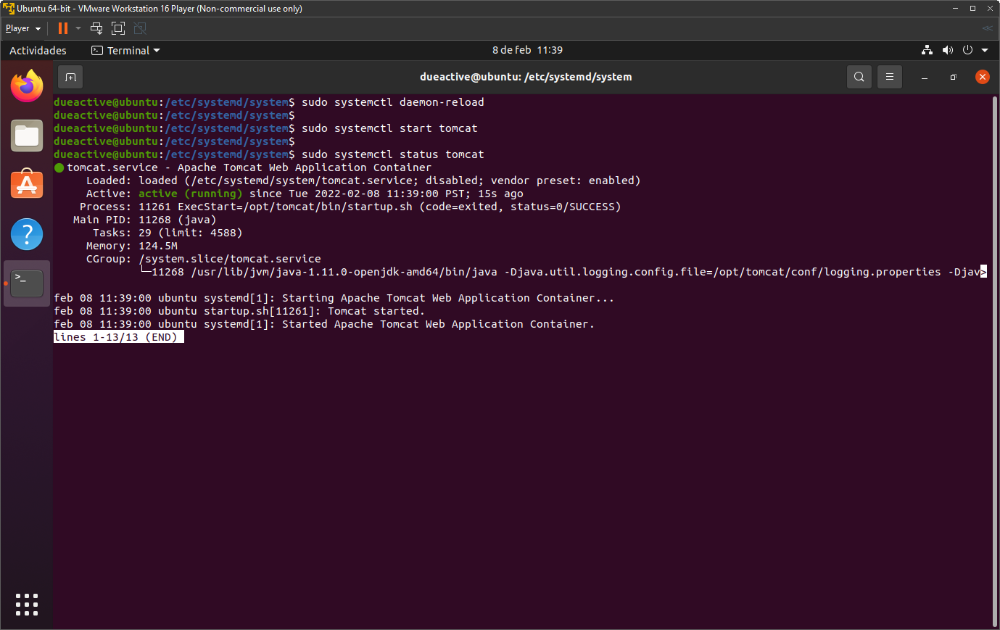 Ubuntu 64-bit - VMware Workstation 16 Player (Non-commercial use only)
Player
Actividades
Terminal
8 de feb 11:39
dueactive@ubuntu: /etc/systemd/system
dueactive@ubuntu:/etc/systemd/system$ sudo systemctl daemon-reload
dueactive@ubuntu:/etc/systemd/system$
dueactive@ubuntu:/etc/systemd/system$ sudo systemctl start tomcat
dueactive@ubuntu:/etc/systemd/system$
dueactive@ubuntu:/etc/systemd/system$ sudo systemctl status tomcat
● tomcat.service - Apache Tomcat Web Application Container
Loaded: loaded (/etc/systemd/system/tomcat.service; disabled; vendor preset: enabled)
Active: active (running) since Tue 2022-02-08 11:39:00 PST; 15s ago
Process: 11261 ExecStart=/opt/tomcat/bin/startup.sh (code=exited, status=0/SUCCESS)
Main PID: 11268 (java)
Tasks: 29 (limit: 4588)
Memory: 124.5M
CGroup: /system.slice/tomcat.service
└─11268 /usr/lib/jvm/java-1.11.0-openjdk-amd64/bin/java -Djava.util.logging.config.file=/opt/tomcat/conf/logging.properties -Djav>
feb 08 11:39:00 ubuntu systemd[1]: Starting Apache Tomcat Web Application Container...
feb 08 11:39:00 ubuntu startup.sh[11261]: Tomcat started.
feb 08 11:39:00 ubuntu systemd[1]: Started Apache Tomcat Web Application Container.
lines 1-13/13 (END)